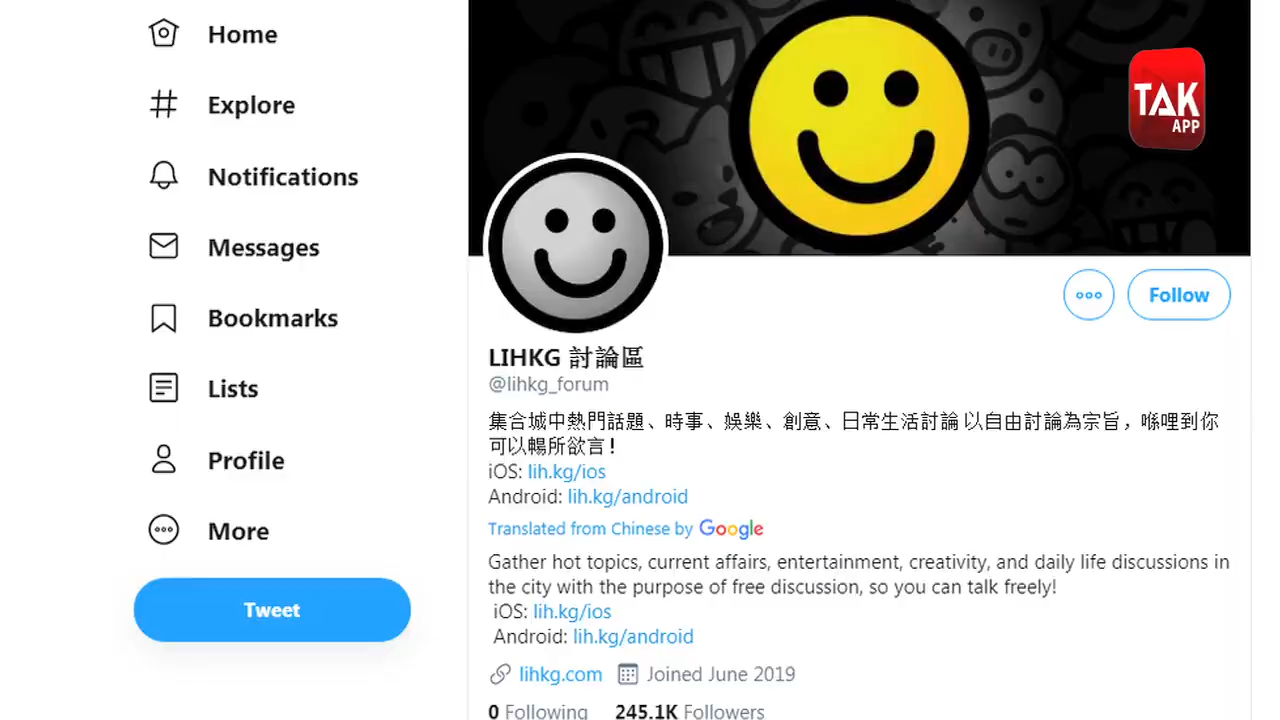 Home
Explore
Notifications
Messages
Bookmarks
Lists
Profile
More
Tweet
TAK
APP
Follow
LIHKG 討論區
@lihkg_forum
集合城中熱門話題、時事、娛樂、創意、日常生活討論 以自由討論為宗旨，喺哩到你
可以暢所欲言！
iOS: lih.kg/ios
Android: lih.kg/android
Translated from Chinese by Google
Gather hot topics, current affairs, entertainment, creativity, and daily life discussions in
the city with the purpose of free discussion, so you can talk freely!
iOS: lih.kg/ios
Android: lih.kg/android
lihkg.com Joined June 2019
0 Following 245.1K Followers